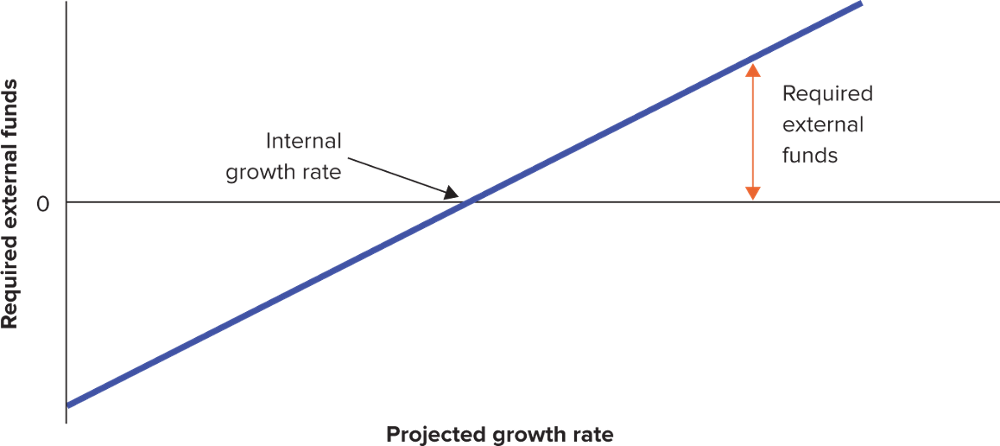 Required external funds
0
Internal
growth rate
Required
external
funds
Projected growth rate